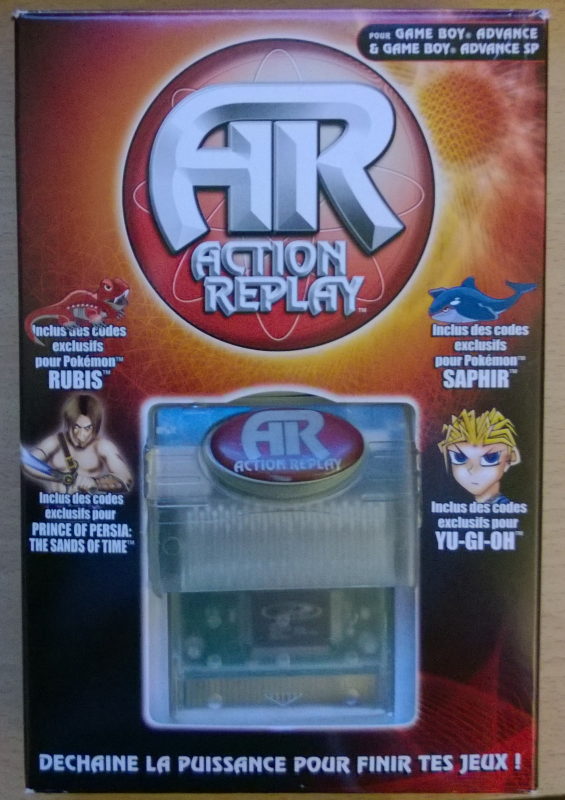 POUR GAME BOY® ADVANCE
& GAME BOY® ADVANCE SP
AR
ACTION
REPLAY™
Inclus des codes
exclusifs
pour Pokémon™
RUBIS™
Inclus des codes
exclusifs
pour Pokémon™
SAPHIR™
AR
ACTION REPLAY
Inclus des codes
exclusifs pour
PRINCE OF PERSIA:
THE SANDS OF TIME™
Inclus des codes
exclusifs pour
YU-GI-OH™
DECHAINE LA PUISSANCE POUR FINIR TES JEUX !